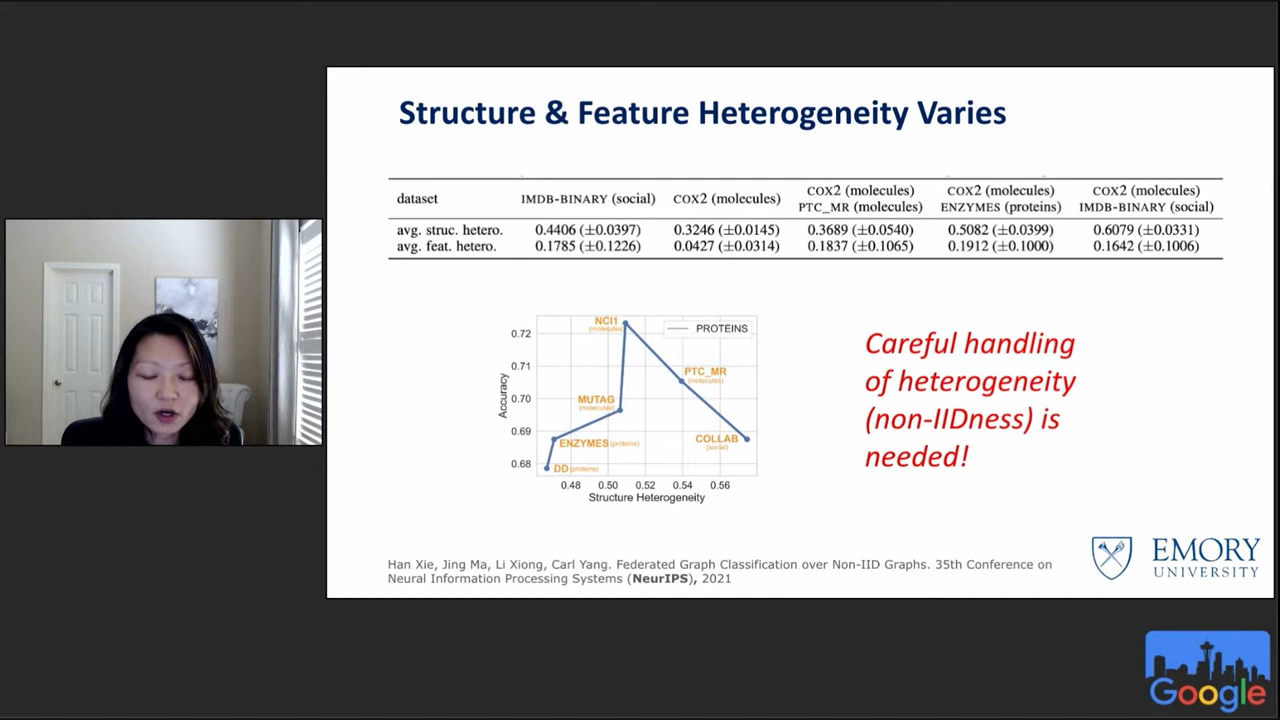 Structure & Feature Heterogeneity Varies
dataset IMDB-BINARY (social) COX2 (molecules) COX2 (molecules) PTC_MR (molecules) COX2 (molecules) ENZYMES (proteins) COX2 (molecules) IMDB-BINARY (social)
avg. struc. hetero. 0.4406 (±0.0397) 0.3246 (±0.0145) 0.3689 (±0.0540) 0.5082 (±0.0399) 0.6079 (±0.0331)
avg. feat. hetero. 0.1785 (±0.1226) 0.0427 (±0.0314) 0.1837 (±0.1065) 0.1912 (±0.1000) 0.1642 (±0.1006)
PROTEINS
NCI1
(molecules)
PTC_MR
(molecules)
MUTAG
(molecules)
ENZYMES (proteins)
COLLAB
(social)
DD (proteins)
Accuracy
0.72
0.71
0.70
0.69
0.68
0.48 0.50 0.52 0.54 0.56
Structure Heterogeneity
Careful handling
of heterogeneity
(non-IIDness) is
needed!
Han Xie, Jing Ma, Li Xiong, Carl Yang. Federated Graph Classification over Non-IID Graphs. 35th Conference on
Neural Information Processing Systems (NeurIPS), 2021
EMORY
UNIVERSITY
Google